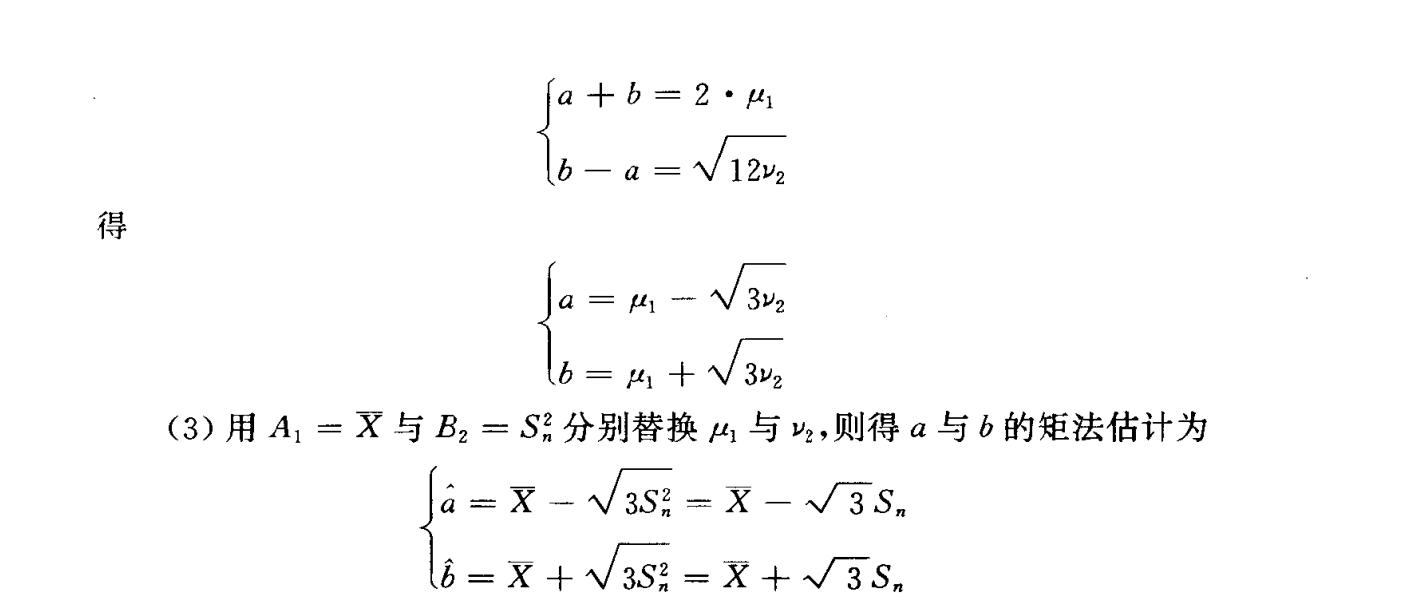 a + b = 2 · μ₁
b − a = √12ν₂
得
a = μ₁ − √3ν₂
b = μ₁ + √3ν₂
(3) 用 A₁ = X̄ 与 B₂ = Sₙ² 分别替换 μ₁ 与 ν₂,则得 a 与 b 的矩法估计为
â = X̄ − √3Sₙ² = X̄ − √3 Sₙ
b̂ = X̄ + √3Sₙ² = X̄ + √3 Sₙ